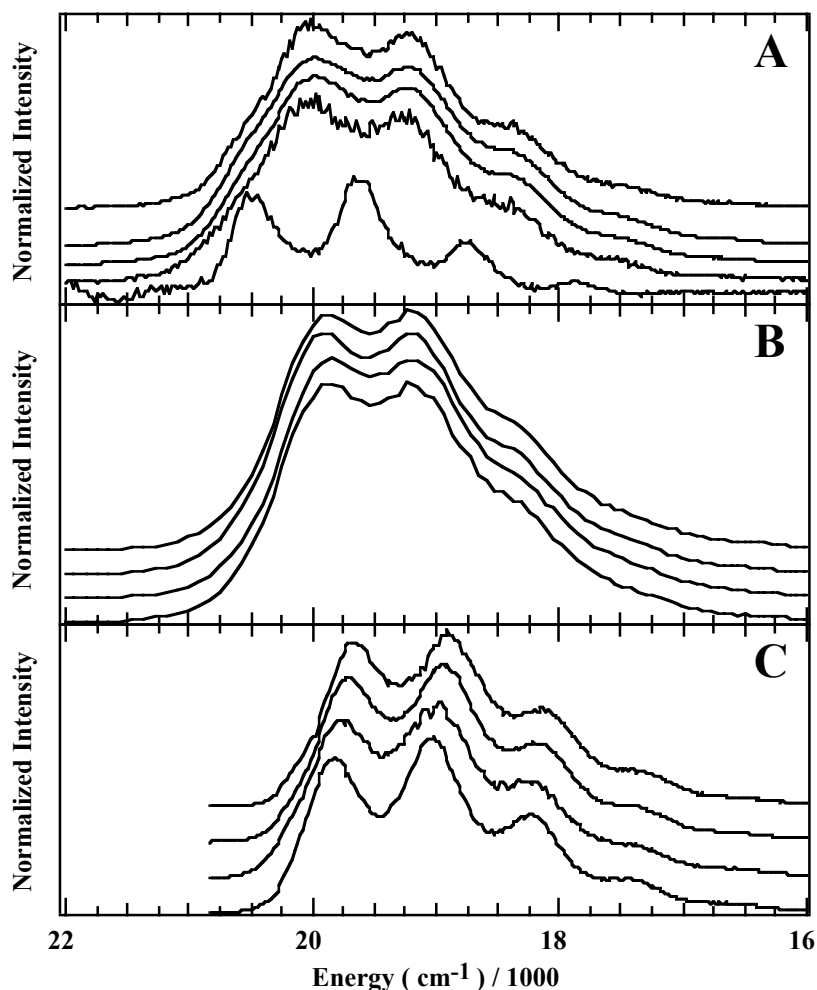 A
Normalized Intensity
B
Normalized Intensity
C
Normalized Intensity
22 20 18 16
Energy ( cm-1 ) / 1000